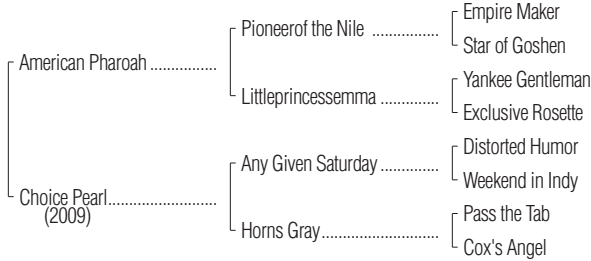 Empire Maker
Pioneerof the Nile ................
Star of Goshen
American Pharoah ................
Yankee Gentleman
Littleprincessemma ..............
Exclusive Rosette
Distorted Humor
Any Given Saturday ..............
Weekend in Indy
Choice Pearl..........................
(2009)
Pass the Tab
Horns Gray............................
Cox's Angel